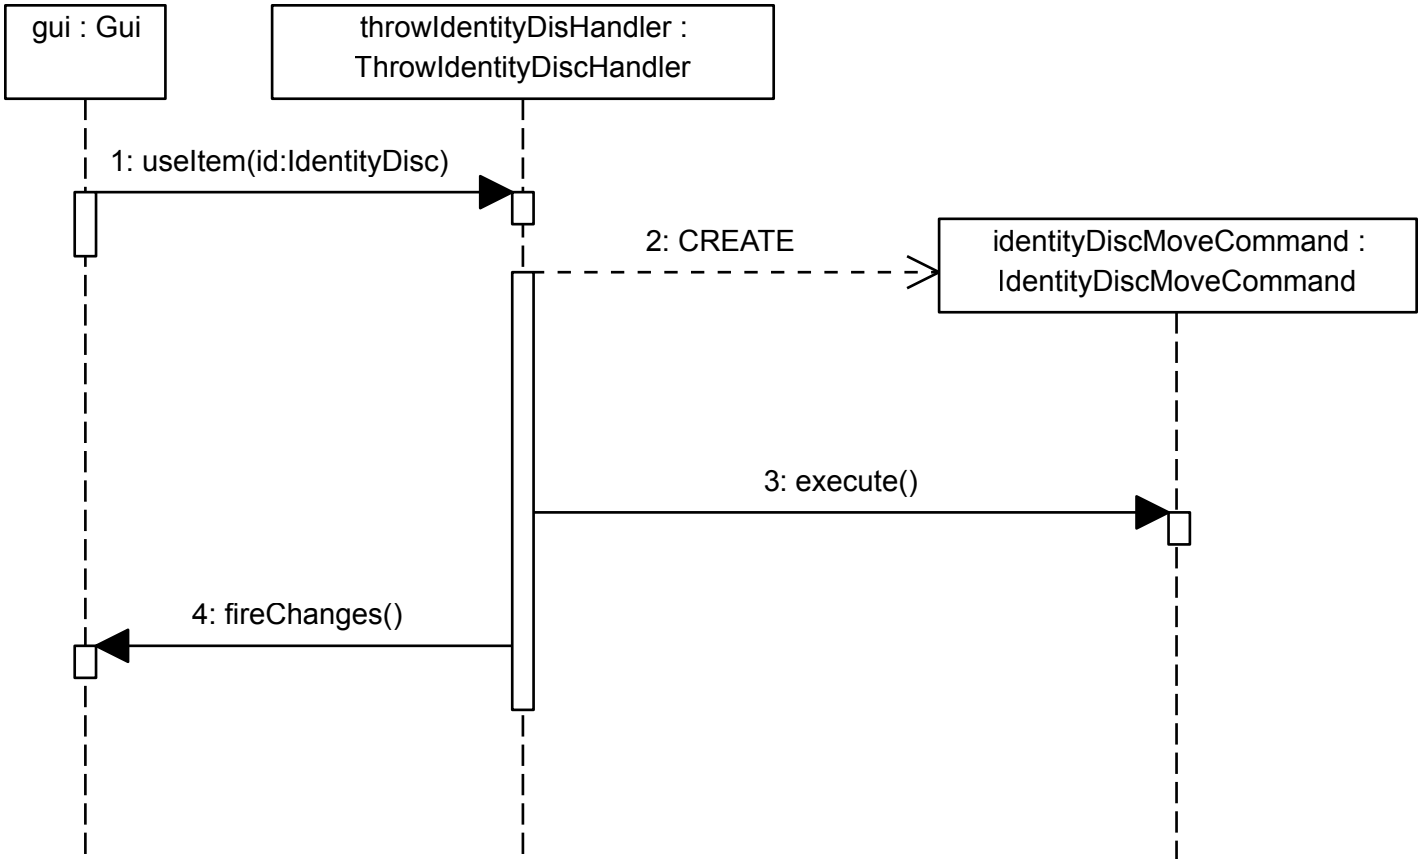 gui : Gui
throwIdentityDisHandler :
ThrowIdentityDiscHandler
1: useItem(id:IdentityDisc)
2: CREATE
identityDiscMoveCommand :
IdentityDiscMoveCommand
3: execute()
4: fireChanges()